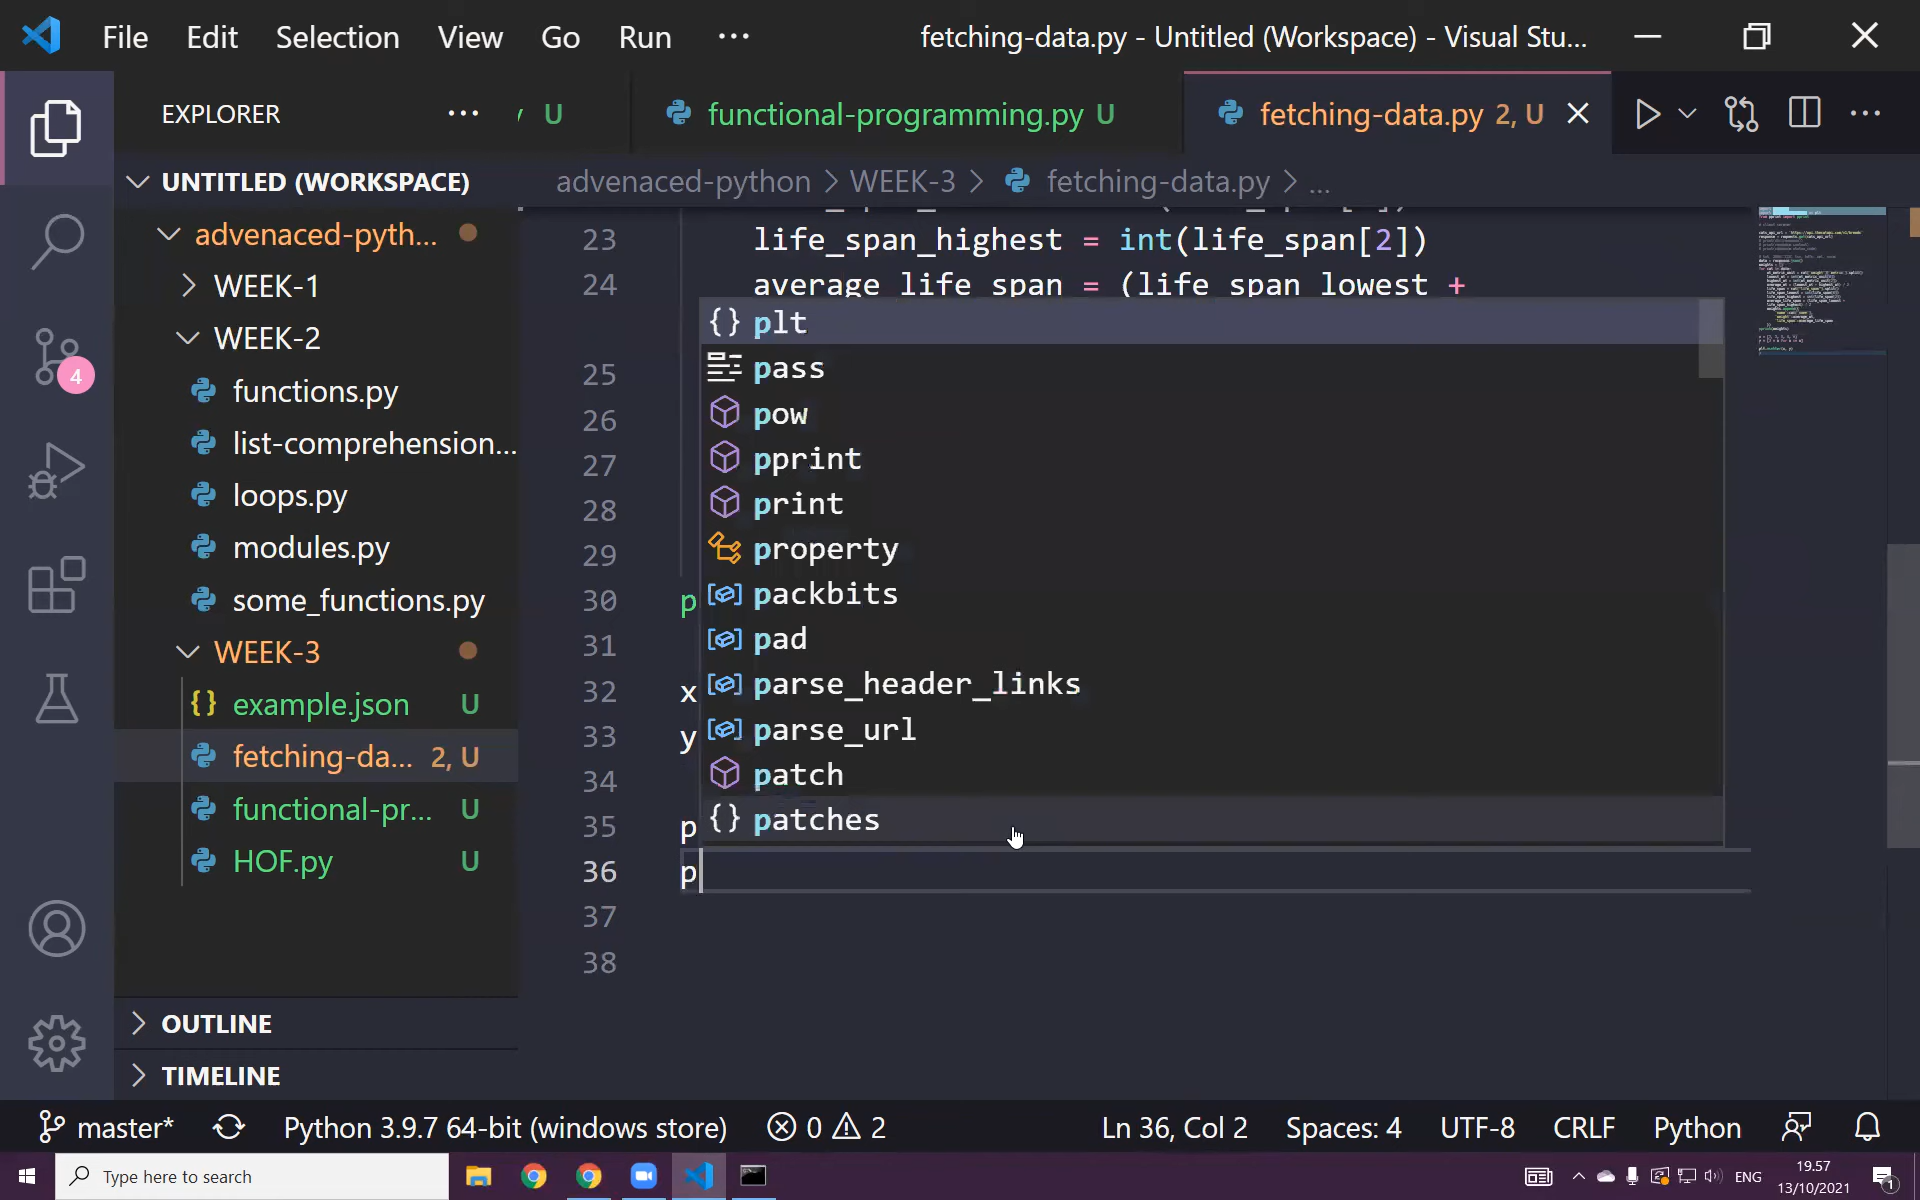 File Edit Selection View Go Run ···
fetching-data.py - Untitled (Workspace) - Visual Stu...
EXPLORER
y U
functional-programming.py U
fetching-data.py 2, U
UNTITLED (WORKSPACE)
advenaced-python > WEEK-3 > fetching-data.py > ...
advenaced-pyth...
WEEK-1
WEEK-2
functions.py
list-comprehension...
loops.py
modules.py
some_functions.py
WEEK-3
example.json U
fetching-da... 2, U
functional-pr... U
HOF.py U
OUTLINE
TIMELINE
4
23 life_span_highest = int(life_span[2])
24 average_life_span = (life_span_lowest +
25
26
27
28
29
30 p
31
32 x
33 y
34
35 p
36 p
37
38
plt
pass
pow
pprint
print
property
packbits
pad
parse_header_links
parse_url
patch
patches
master* Python 3.9.7 64-bit (windows store) 0 2 Ln 36, Col 2 Spaces: 4 UTF-8 CRLF Python
Type here to search
ENG
19.57
13/10/2021
1